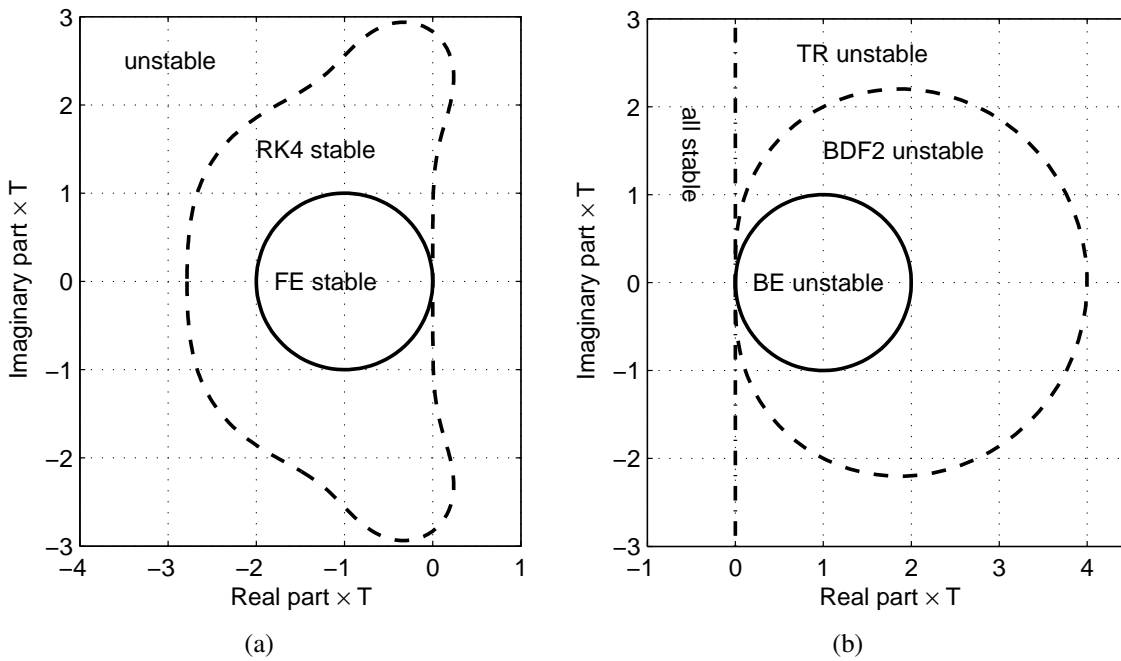 3
2
1
0
−1
−2
−3
−4
−3
−2
−1
0
1
Real part × T
Imaginary part × T
unstable
RK4 stable
FE stable
(a)
3
2
1
0
−1
−2
−3
−1
0
1
2
3
4
Real part × T
Imaginary part × T
TR unstable
all stable
BDF2 unstable
BE unstable
(b)